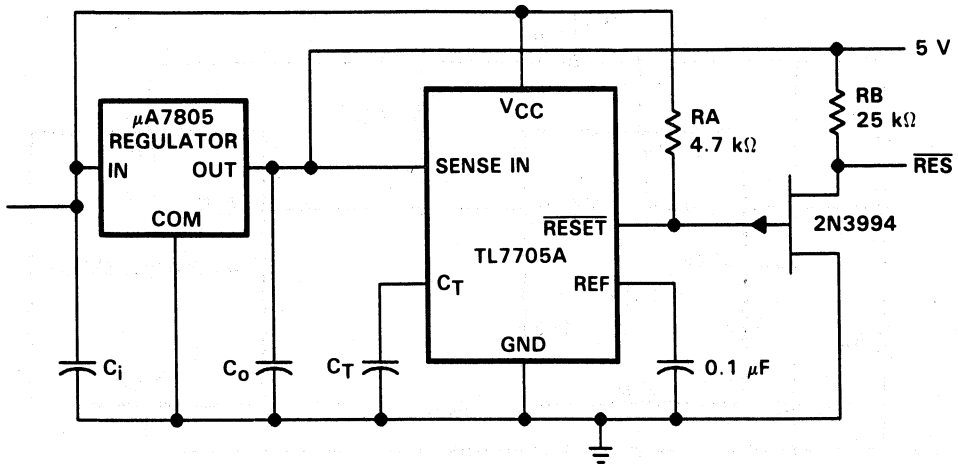 5 V
μA7805
REGULATOR
IN
OUT
COM
VCC
SENSE IN
RESET
TL7705A
CT
REF
GND
RA
4.7 kΩ
RB
25 kΩ
RES
2N3994
Ci
Co
CT
0.1 μF